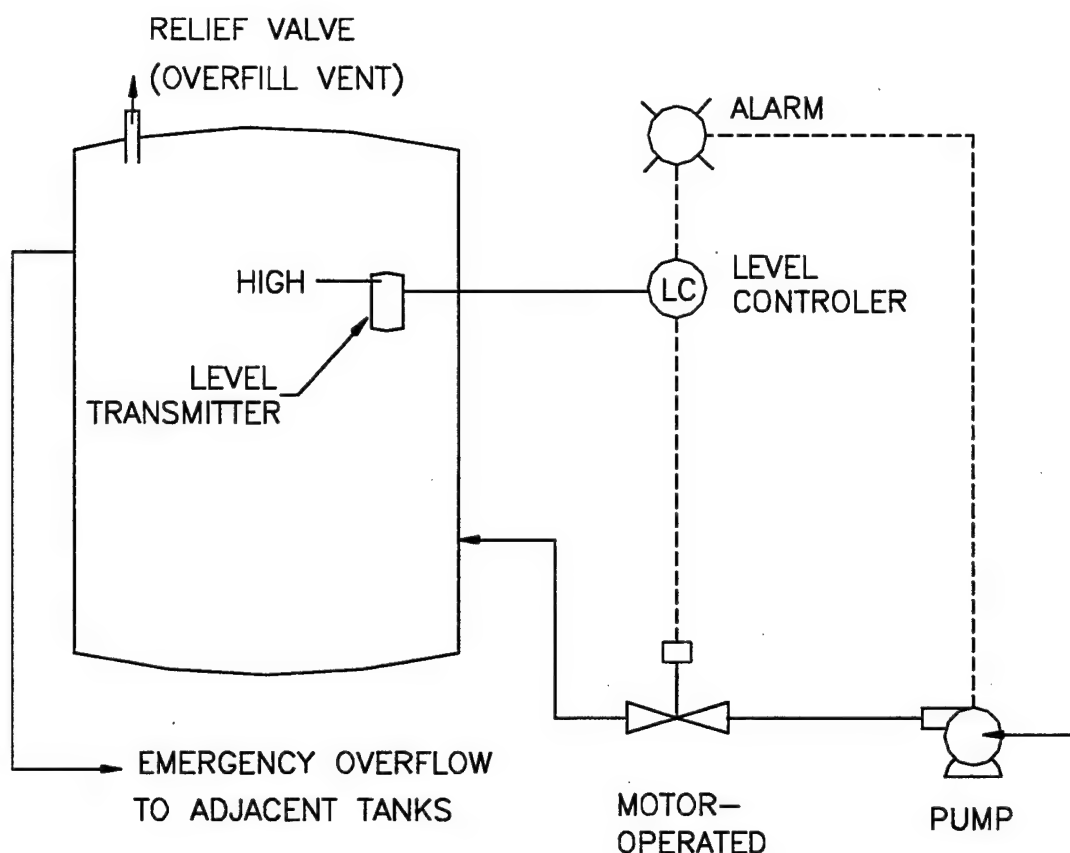 RELIEF VALVE
(OVERFILL VENT)
ALARM
HIGH
LC
LEVEL
CONTROLER
LEVEL
TRANSMITTER
EMERGENCY OVERFLOW
TO ADJACENT TANKS
MOTOR-
OPERATED
PUMP